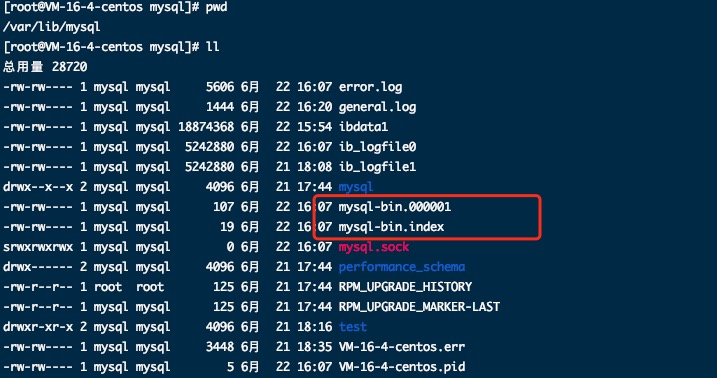 [root@VM-16-4-centos mysql]# pwd
/var/lib/mysql
[root@VM-16-4-centos mysql]# ll
总用量 28720
-rw-rw---- 1 mysql mysql     5606 6月  22 16:07 error.log
-rw-rw---- 1 mysql mysql     1444 6月  22 16:20 general.log
-rw-rw---- 1 mysql mysql 18874368 6月  22 15:54 ibdata1
-rw-rw---- 1 mysql mysql  5242880 6月  22 16:07 ib_logfile0
-rw-rw---- 1 mysql mysql  5242880 6月  21 18:08 ib_logfile1
drwx--x--x 2 mysql mysql     4096 6月  21 17:44 mysql
-rw-rw---- 1 mysql mysql      107 6月  22 16:07 mysql-bin.000001
-rw-rw---- 1 mysql mysql       19 6月  22 16:07 mysql-bin.index
srwxrwxrwx 1 mysql mysql        0 6月  22 16:07 mysql.sock
drwx------ 2 mysql mysql     4096 6月  21 17:44 performance_schema
-rw-r--r-- 1 root  root       125 6月  21 17:44 RPM_UPGRADE_HISTORY
-rw-r--r-- 1 mysql mysql      125 6月  21 17:44 RPM_UPGRADE_MARKER-LAST
drwxr-xr-x 2 mysql mysql     4096 6月  21 18:16 test
-rw-rw---- 1 mysql mysql     3448 6月  21 18:35 VM-16-4-centos.err
-rw-rw---- 1 mysql mysql        5 6月  22 16:07 VM-16-4-centos.pid